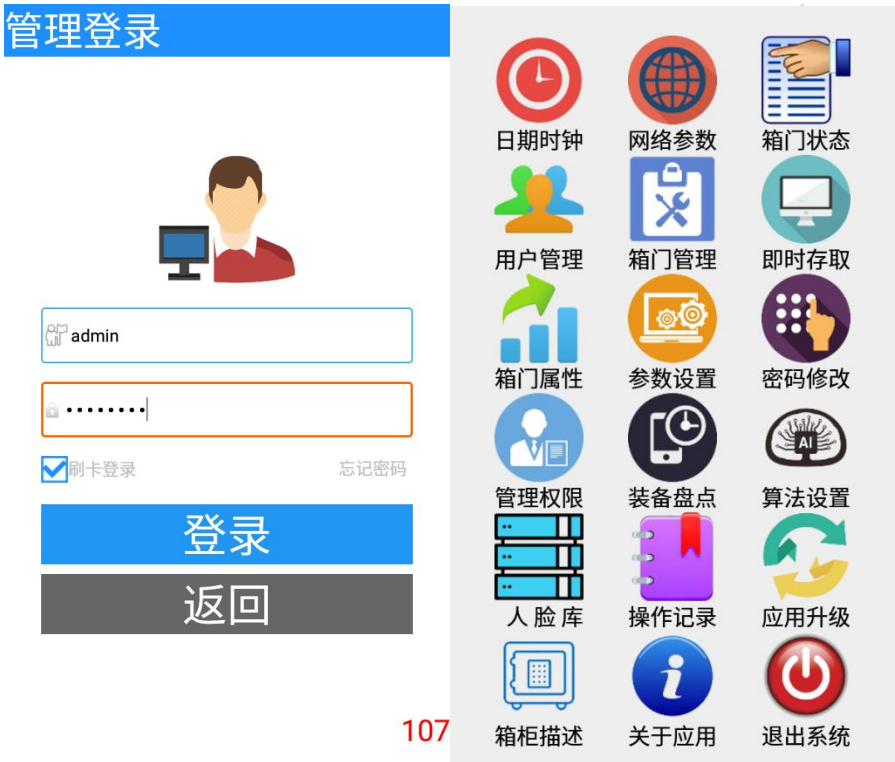 管理登录
admin
••••••••
刷卡登录 忘记密码
登录
返回
107
日期时钟 网络参数 箱门状态
用户管理 箱门管理 即时存取
箱门属性 参数设置 密码修改
AI
管理权限 装备盘点 算法设置
人脸库 操作记录 应用升级
箱柜描述 关于应用 退出系统